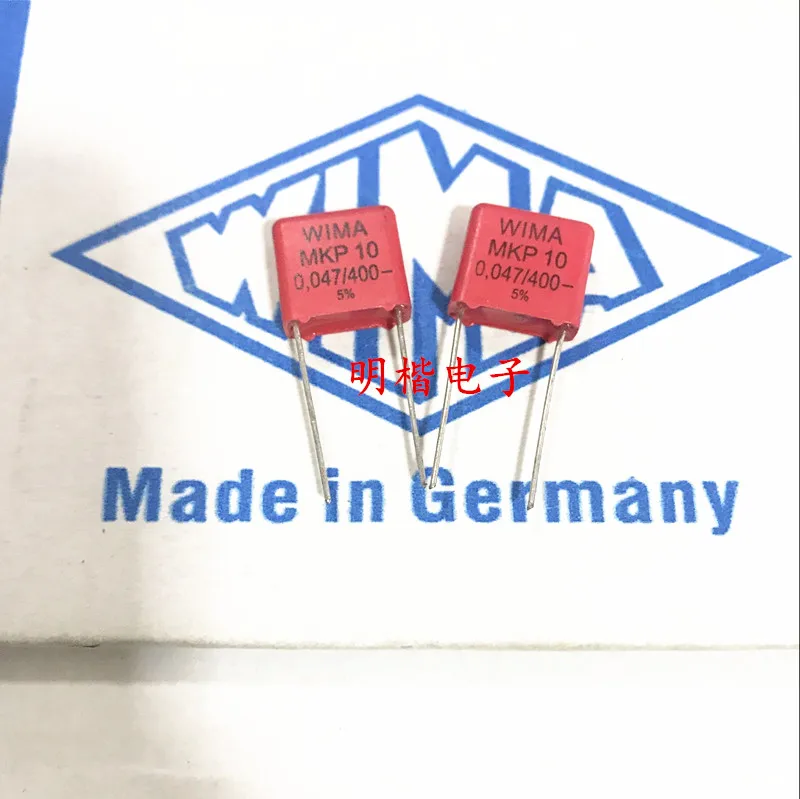 WIMA
WIMA
MKP 10
0,047/400–
5%
WIMA
MKP 10
0,047/400–
5%
明楷电子
Made in Germany